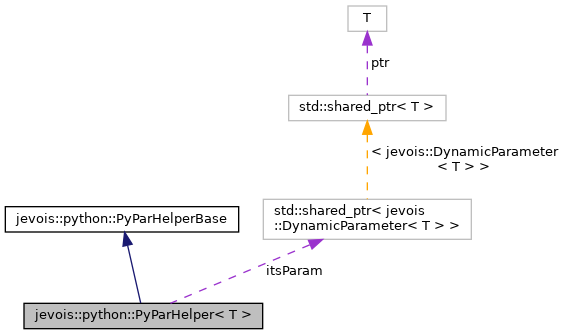 T
ptr
std::shared_ptr< T >
< jevois::DynamicParameter
< T > >
std::shared_ptr< jevois
::DynamicParameter< T > >
jevois::python::PyParHelperBase
itsParam
jevois::python::PyParHelper< T >